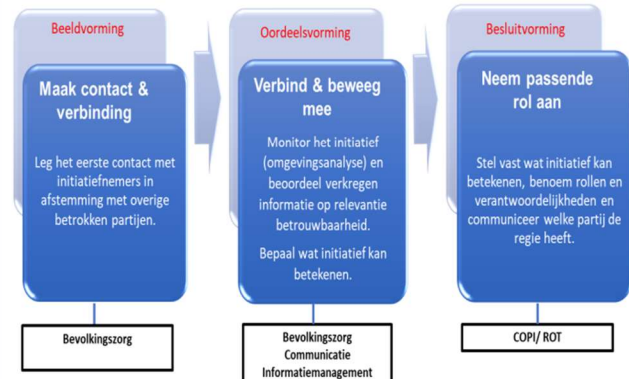 Beeldvorming
Maak contact &
verbinding
Leg het eerste contact met
initiatiefnemers in
afstemming met overige
betrokken partijen.
Bevolkingszorg
Oordeelsvorming
Verbind & beweeg
mee
Monitor het initiatief
(omgevingsanalyse) en
beoordeel verkregen
informatie op relevantie
betrouwbaarheid.
Bepaal wat initiatief kan
betekenen.
Bevolkingszorg
Communicatie
Informatiemanagement
Besluitvorming
Neem passende
rol aan
Stel vast wat initiatief kan
betekenen, benoem rollen en
verantwoordelijkheden en
communiceer welke partij de
regie heeft.
COPI/ ROT